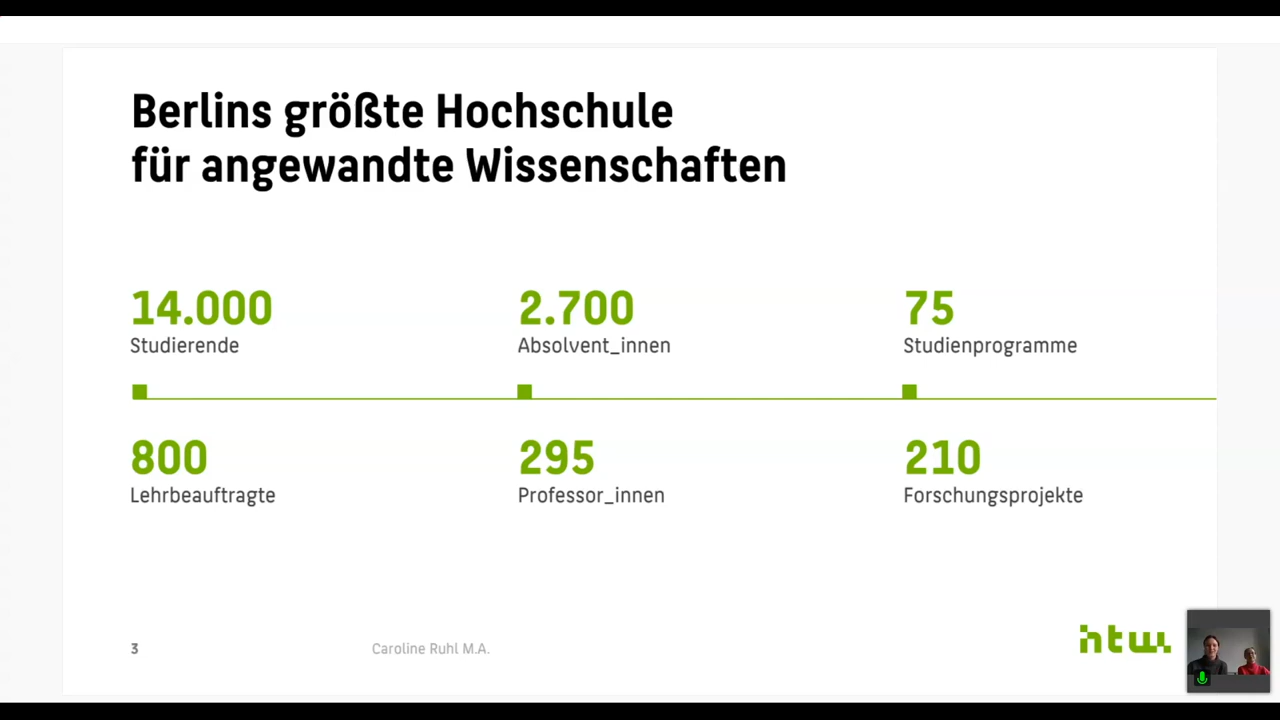 Berlins größte Hochschule
für angewandte Wissenschaften
14.000
Studierende
2.700
Absolvent_innen
75
Studienprogramme
800
Lehrbeauftragte
295
Professor_innen
210
Forschungsprojekte
3
Caroline Ruhl M.A.
htw.